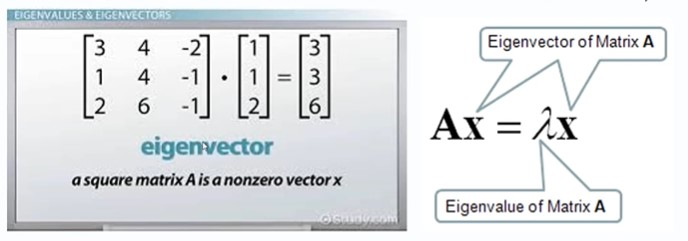 EIGENVALUES & EIGENVECTORS
3 4 -2 1 3
1 4 -1 • 1 = 3
2 6 -1 2 6
eigenvector
a square matrix A is a nonzero vector x
Study.com
Eigenvector of Matrix A
Ax = λx
Eigenvalue of Matrix A